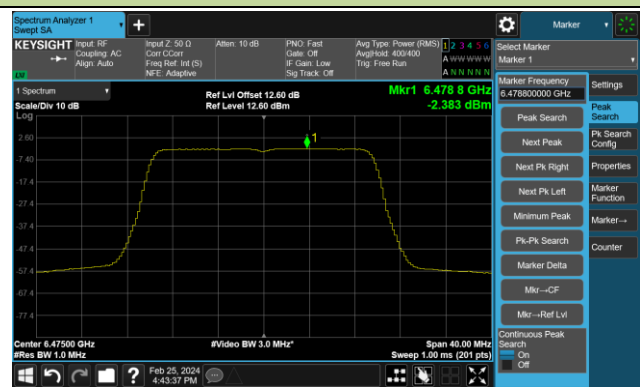 Spectrum Analyzer 1
Swept SA
+
Marker
KEYSIGHT
Input: RF
Coupling: AC
Align: Auto
Input Z: 50 Ω
Corr CCorr
Freq Ref: Int (S)
NFE: Adaptive
Atten: 10 dB
PNO: Fast
Gate: Off
IF Gain: Low
Sig Track: Off
Avg Type: Power (RMS)
Avg|Hold: 400/400
Trig: Free Run
1 2 3 4 5 6
A W W W W W
A N N N N N
LW
Select Marker
Marker 1
1 Spectrum
Scale/Div 10 dB
Log
Ref Lvl Offset 12.60 dB
Ref Level 12.60 dBm
Mkr1 6.478 8 GHz
-2.383 dBm
1
2.60
-7.40
-17.4
-27.4
-37.4
-47.4
-57.4
-67.4
-77.4
Center 6.47500 GHz
#Res BW 1.0 MHz
#Video BW 3.0 MHz*
Span 40.00 MHz
Sweep 1.00 ms (201 pts)
Marker Frequency
6.478800000 GHz
Peak Search
Next Peak
Next Pk Right
Next Pk Left
Minimum Peak
Pk-Pk Search
Marker Delta
Mkr→CF
Mkr→Ref Lvl
Continuous Peak
Search
On
Off
Settings
Peak
Search
Pk Search
Config
Properties
Marker
Function
Marker→
Counter
?
Feb 25, 2024
4:43:37 PM